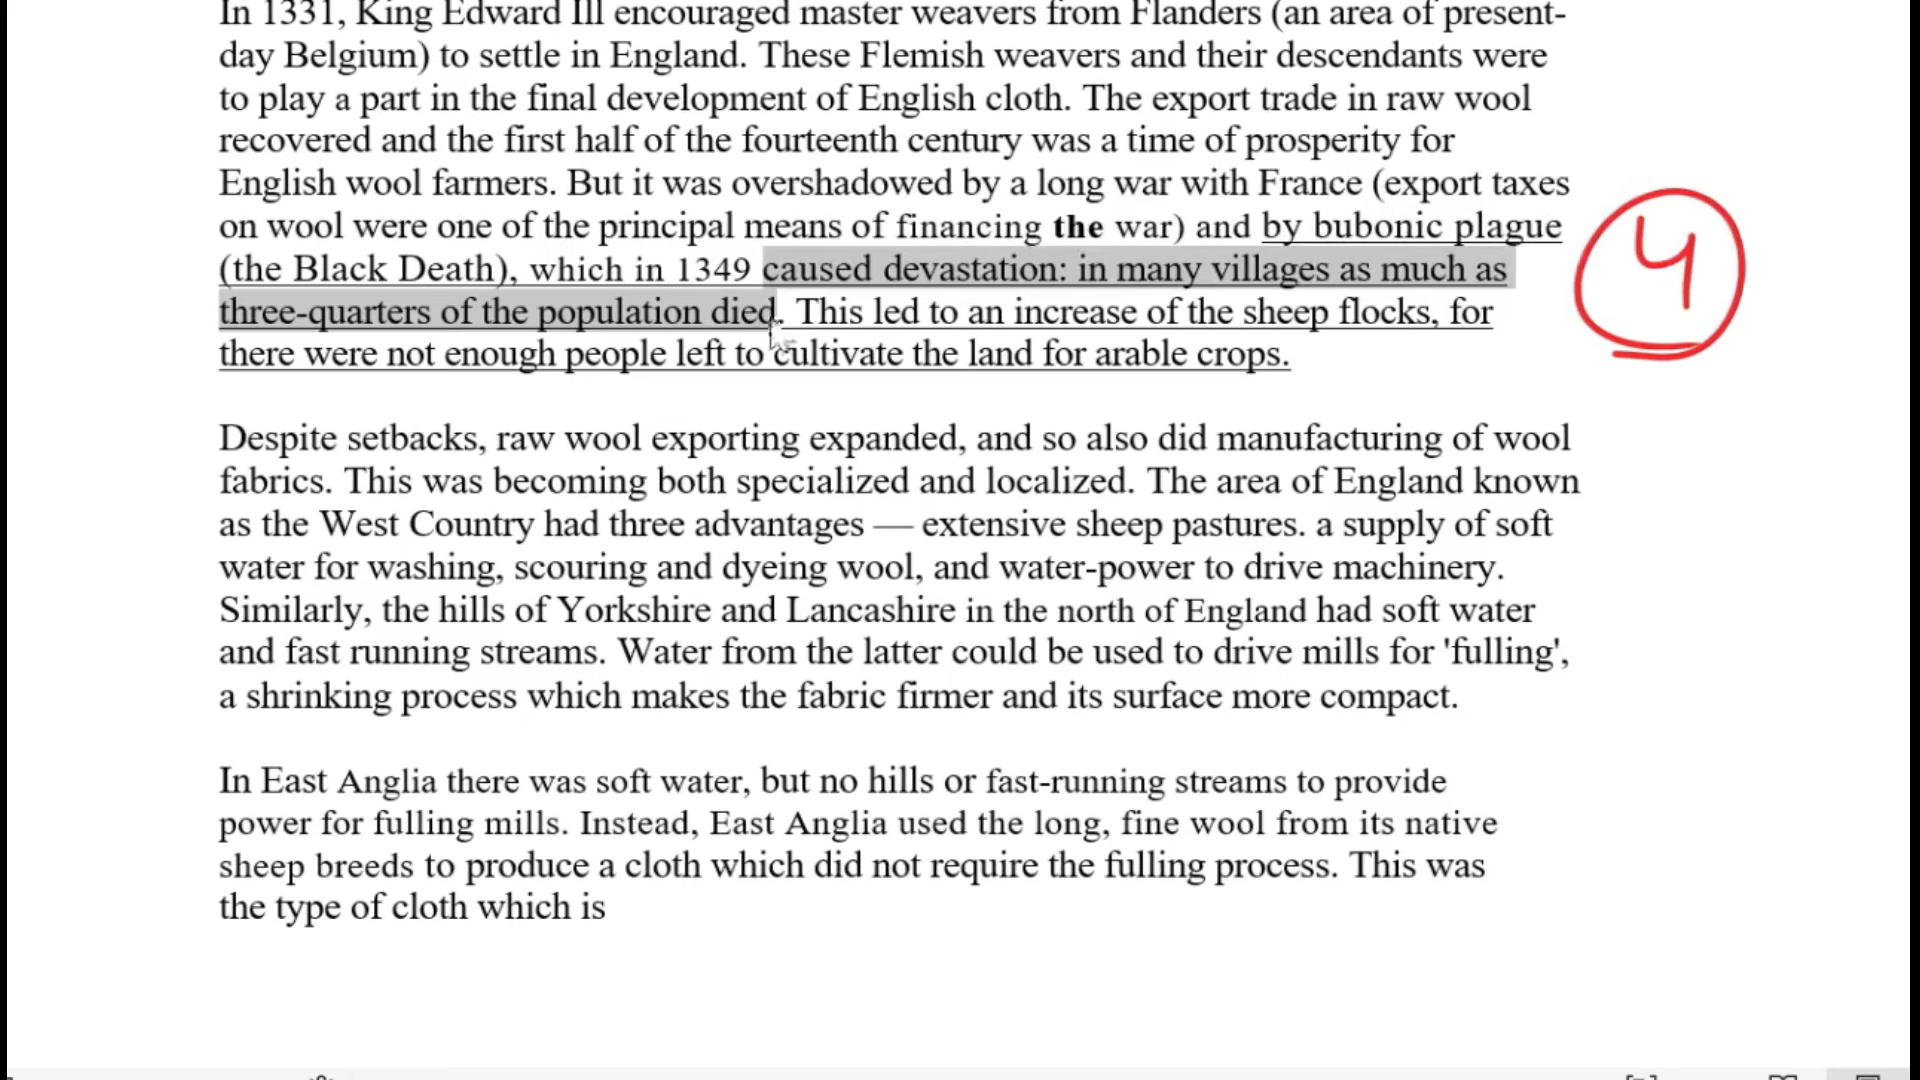 In 1331, King Edward III encouraged master weavers from Flanders (an area of present-
day Belgium) to settle in England. These Flemish weavers and their descendants were
to play a part in the final development of English cloth. The export trade in raw wool
recovered and the first half of the fourteenth century was a time of prosperity for
English wool farmers. But it was overshadowed by a long war with France (export taxes
on wool were one of the principal means of financing the war) and by bubonic plague
(the Black Death), which in 1349 caused devastation: in many villages as much as
three-quarters of the population died. This led to an increase of the sheep flocks, for
there were not enough people left to cultivate the land for arable crops.
4
Despite setbacks, raw wool exporting expanded, and so also did manufacturing of wool
fabrics. This was becoming both specialized and localized. The area of England known
as the West Country had three advantages — extensive sheep pastures. a supply of soft
water for washing, scouring and dyeing wool, and water-power to drive machinery.
Similarly, the hills of Yorkshire and Lancashire in the north of England had soft water
and fast running streams. Water from the latter could be used to drive mills for 'fulling',
a shrinking process which makes the fabric firmer and its surface more compact.
In East Anglia there was soft water, but no hills or fast-running streams to provide
power for fulling mills. Instead, East Anglia used the long, fine wool from its native
sheep breeds to produce a cloth which did not require the fulling process. This was
the type of cloth which is